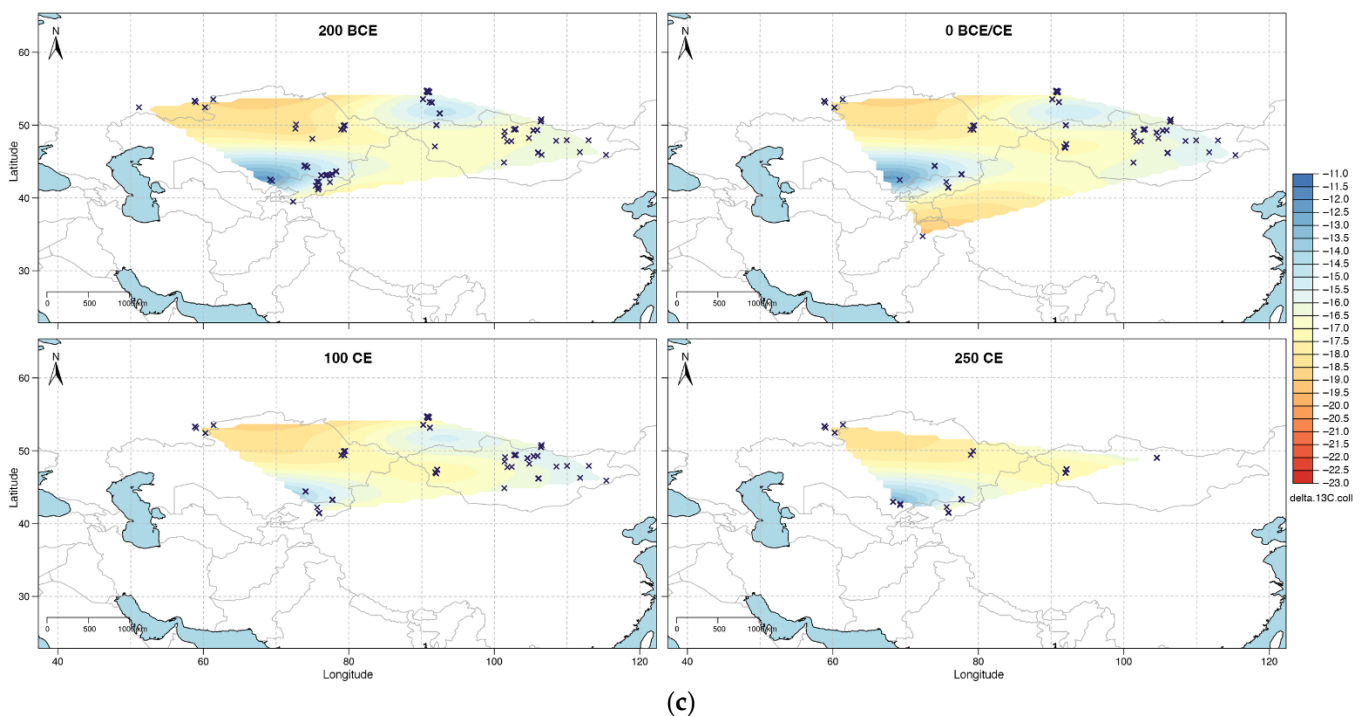 200 BCE
0 BCE/CE
N
N
60
50
40
30
Latitude
0 500 1000 km
0 500 1000 km
100 CE
250 CE
N
N
60
50
40
30
Latitude
0 500 1000 km
0 500 1000 km
40 60 80 100 120
40 60 80 100 120
Longitude
Longitude
−11.0
−11.5
−12.0
−12.5
−13.0
−13.5
−14.0
−14.5
−15.0
−15.5
−16.0
−16.5
−17.0
−17.5
−18.0
−18.5
−19.0
−19.5
−20.0
−20.5
−21.0
−21.5
−22.0
−22.5
−23.0
delta.13C.coll
(c)